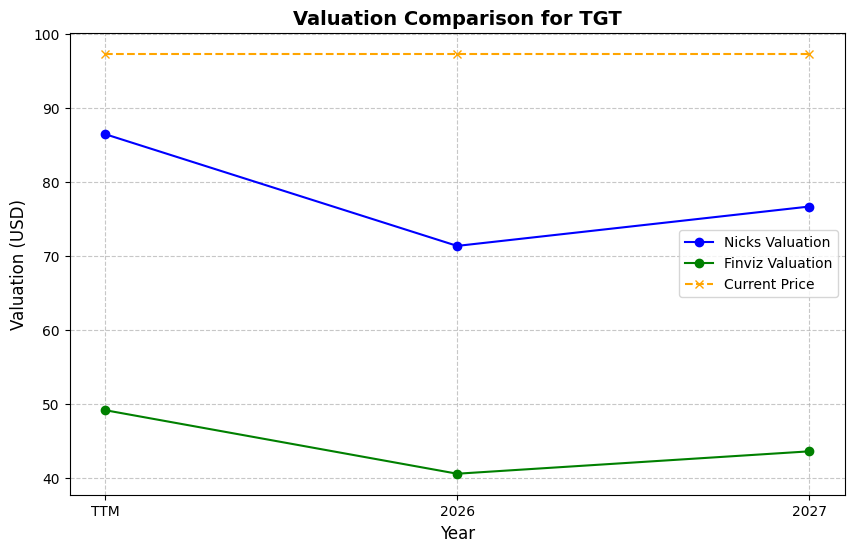 Valuation Comparison for TGT
Valuation (USD)
100
90
80
70
60
50
40
Nicks Valuation
Finviz Valuation
Current Price
TTM
2026
2027
Year